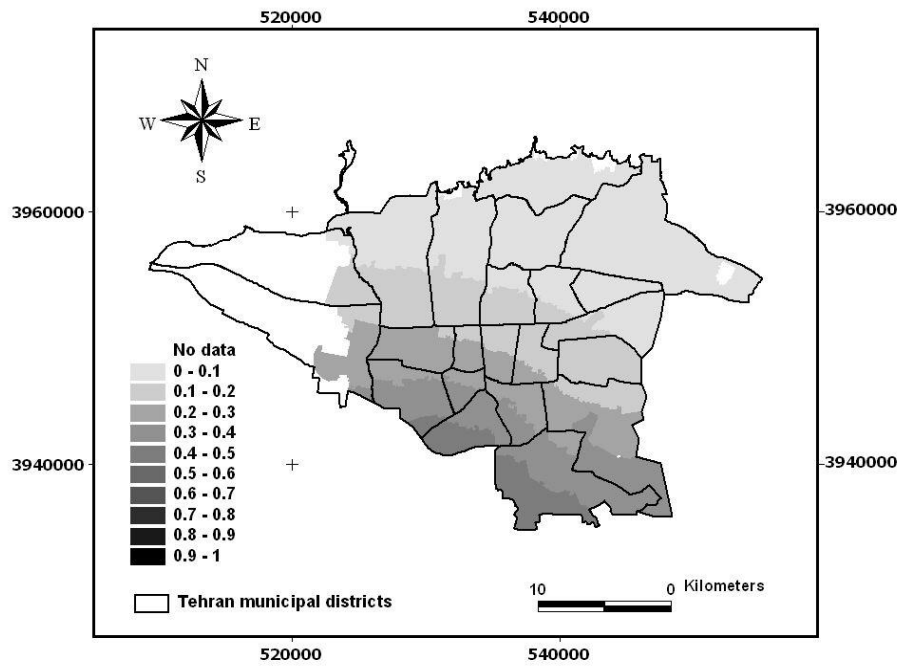 520000 540000
N
W E
S
3960000 3960000
No data
0 - 0.1
0.1 - 0.2
0.2 - 0.3
0.3 - 0.4
3940000 0.4 - 0.5 3940000
0.5 - 0.6
0.6 - 0.7
0.7 - 0.8
0.8 - 0.9
0.9 - 1
10 0 Kilometers
Tehran municipal districts
520000 540000